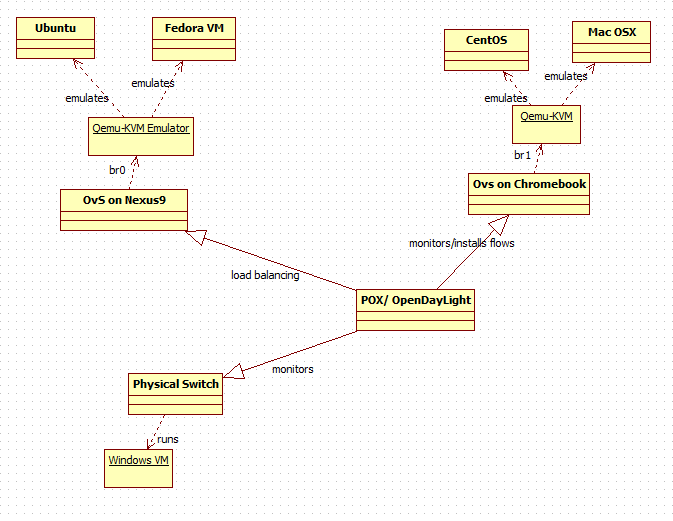 Ubuntu
Fedora VM
CentOS
Mac OSX
emulates
emulates
emulates
emulates
Qemu-KVM Emulator
Qemu-KVM
br0
br1
OvS on Nexus9
Ovs on Chromebook
monitors/installs flows
load balancing
POX/ OpenDayLight
monitors
Physical Switch
runs
Windows VM